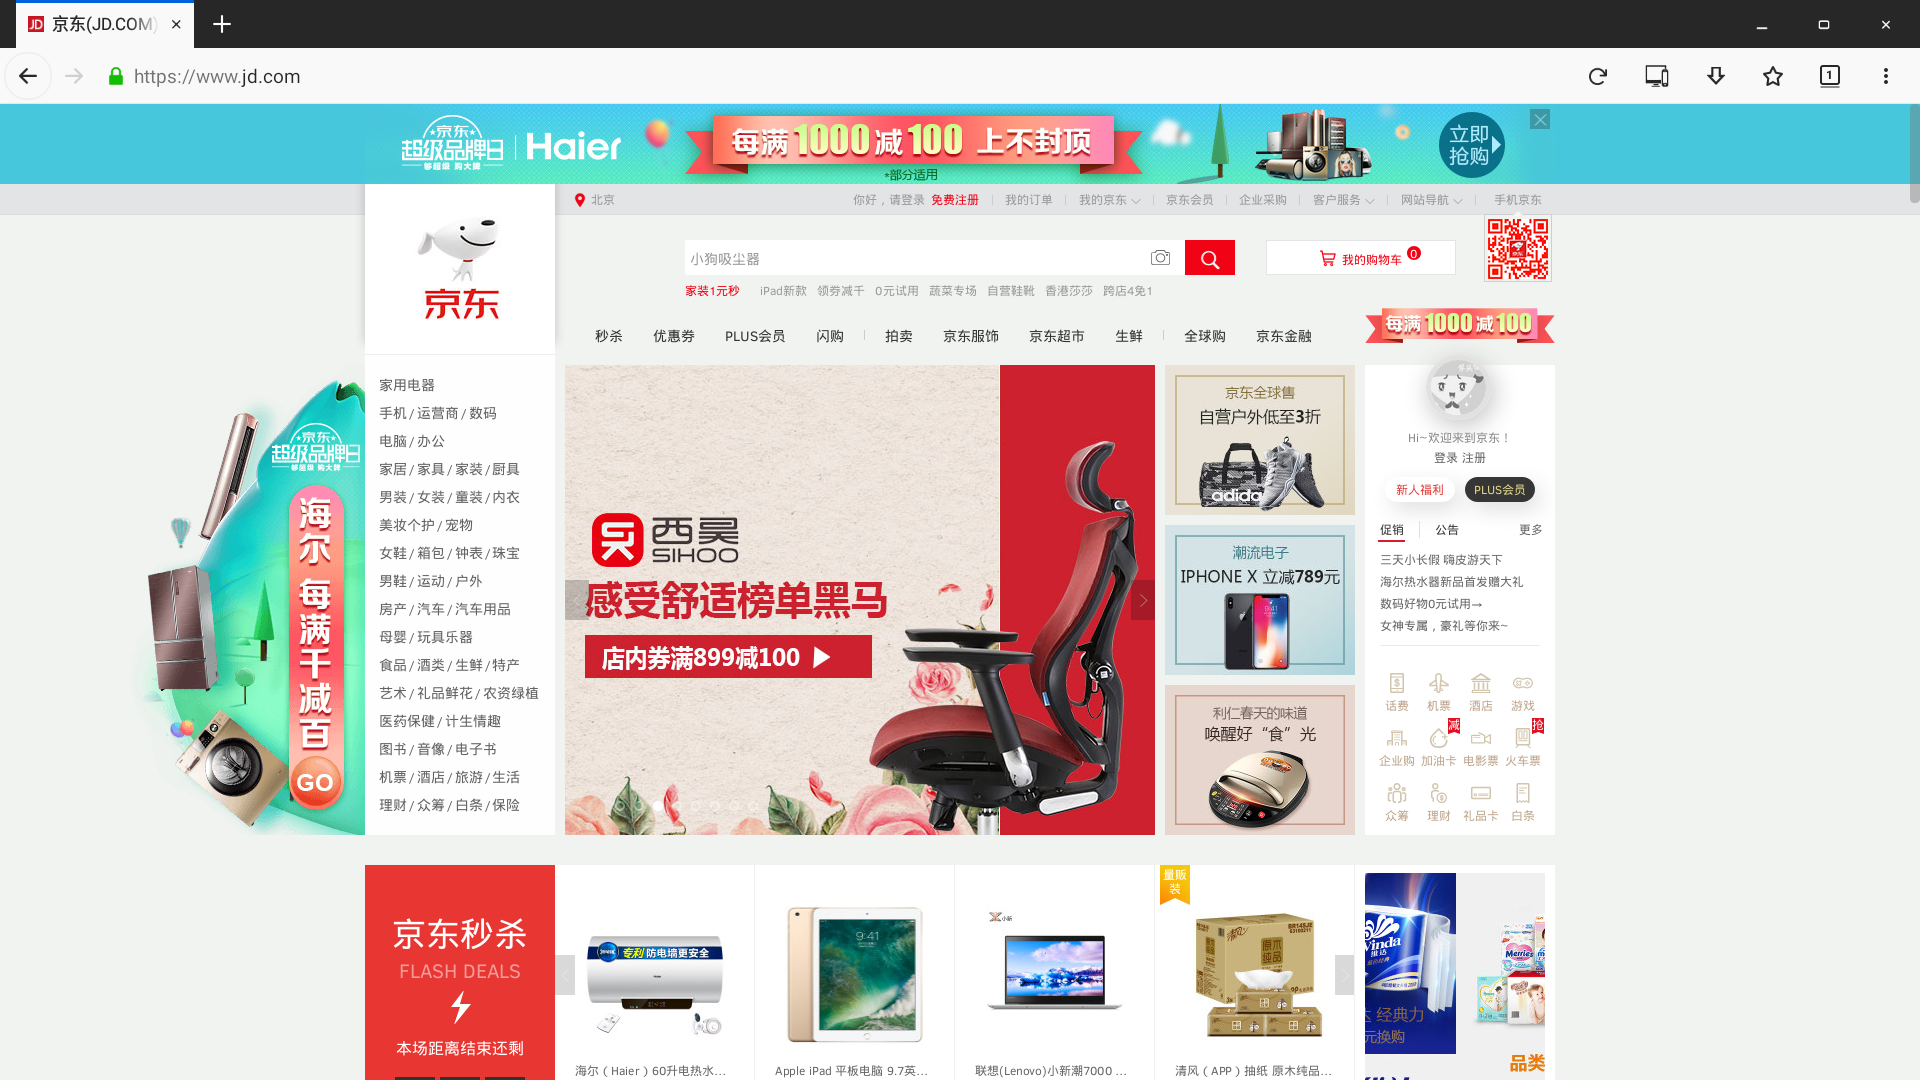 JD 京东(JD.COM)
https://www.jd.com
1
京东
超级品牌日
够超级 购大牌
Haier
每满1000减100 上不封顶
*部分适用
立即
抢购
北京
你好，请登录 免费注册
我的订单
我的京东
京东会员
企业采购
客户服务
网站导航
手机京东
京东
小狗吸尘器
我的购物车 0
家装1元秒 iPad新款 领券减千 0元试用 蔬菜专场 自营鞋靴 香港莎莎 跨店4免1
秒杀 优惠券 PLUS会员 闪购 拍卖 京东服饰 京东超市 生鲜 全球购 京东金融
每满1000减100
家用电器
手机 / 运营商 / 数码
电脑 / 办公
家居 / 家具 / 家装 / 厨具
男装 / 女装 / 童装 / 内衣
美妆个护 / 宠物
女鞋 / 箱包 / 钟表 / 珠宝
男鞋 / 运动 / 户外
房产 / 汽车 / 汽车用品
母婴 / 玩具乐器
食品 / 酒类 / 生鲜 / 特产
艺术 / 礼品鲜花 / 农资绿植
医药保健 / 计生情趣
图书 / 音像 / 电子书
机票 / 酒店 / 旅游 / 生活
理财 / 众筹 / 白条 / 保险
京东
超级品牌日
够超级 购大牌
海尔 每满千减百
GO
西昊
SIHOO
感受舒适榜单黑马
店内券满899减100
京东全球售
自营户外低至3折
adidas
潮流电子
IPHONE X 立减789元
利仁春天的味道
唤醒好“食”光
Hi~欢迎来到京东！
登录 注册
新人福利 PLUS会员
促销 公告 更多
三天小长假 嗨皮游天下
海尔热水器新品首发赠大礼
数码好物0元试用→
女神专属，豪礼等你来~
话费 机票 酒店 游戏
减 抢
企业购 加油卡 电影票 火车票
众筹 理财 礼品卡 白条
京东秒杀
FLASH DEALS
本场距离结束还剩
专利 防电墙更安全
海尔（Haier）60升电热水...
9:41
Apple iPad 平板电脑 9.7英...
小新
联想(Lenovo)小新潮7000 ...
量贩
装
原木
纯品
清风（APP）抽纸 原木纯品...
Vinda
维达
Merries
经典力
元换购
品类